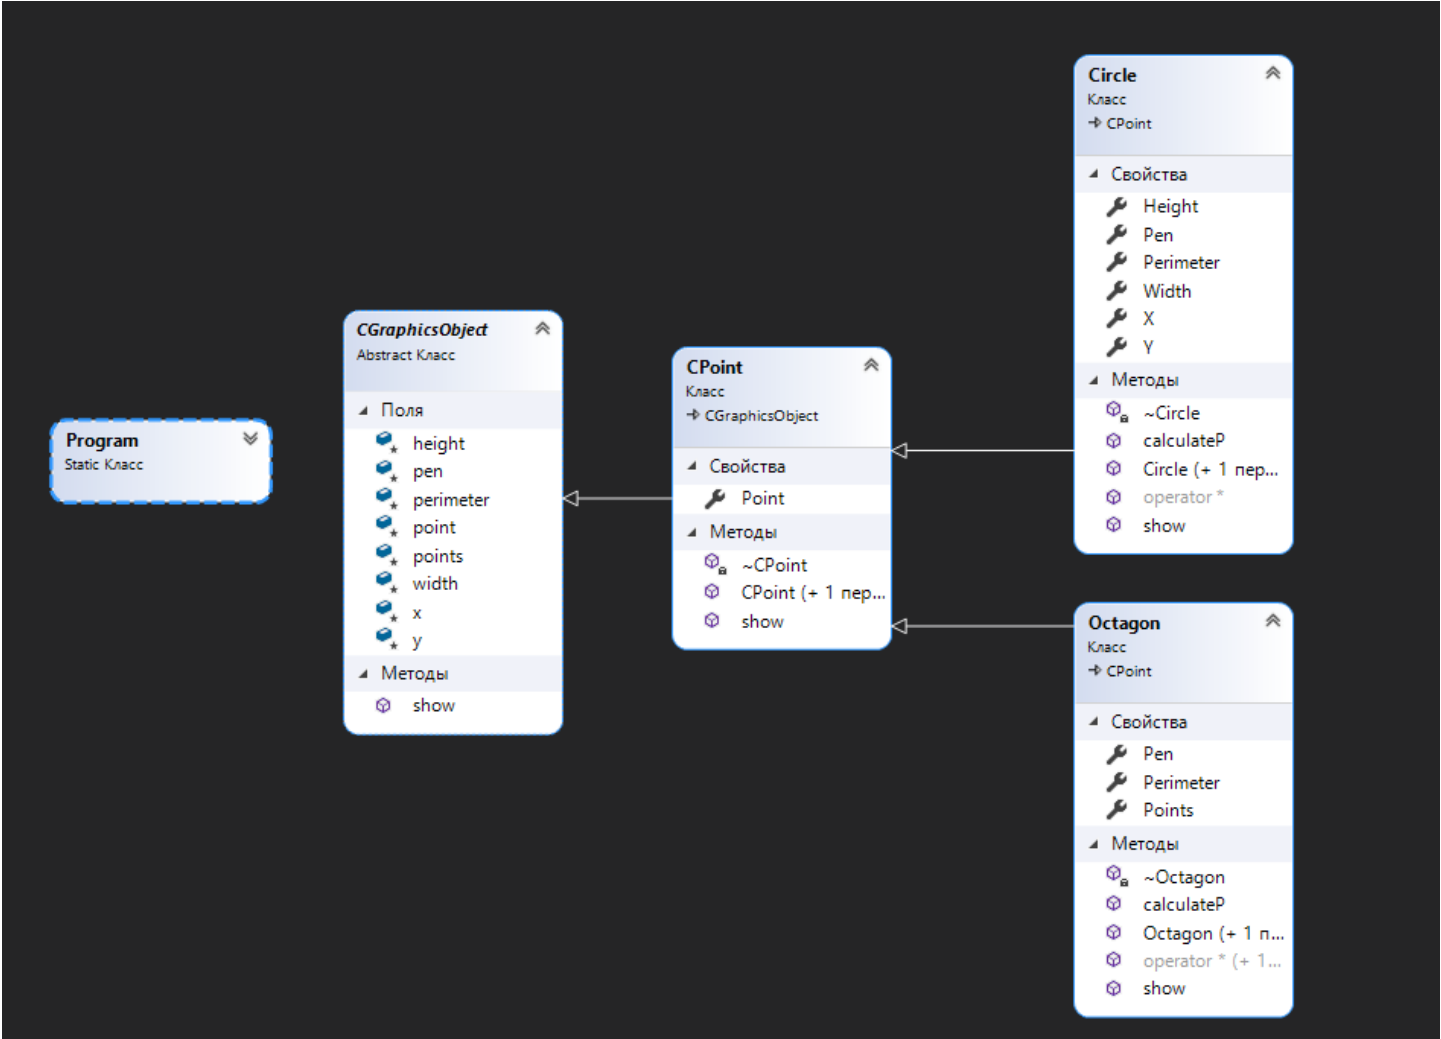 Program
Static Класс
CGraphicsObject
Abstract Класс
Поля
height
pen
perimeter
point
points
width
x
y
Методы
show
CPoint
Класс
CGraphicsObject
Свойства
Point
Методы
~CPoint
CPoint (+ 1 пер...
show
Circle
Класс
CPoint
Свойства
Height
Pen
Perimeter
Width
X
Y
Методы
~Circle
calculateP
Circle (+ 1 пер...
operator *
show
Octagon
Класс
CPoint
Свойства
Pen
Perimeter
Points
Методы
~Octagon
calculateP
Octagon (+ 1 п...
operator * (+ 1...
show